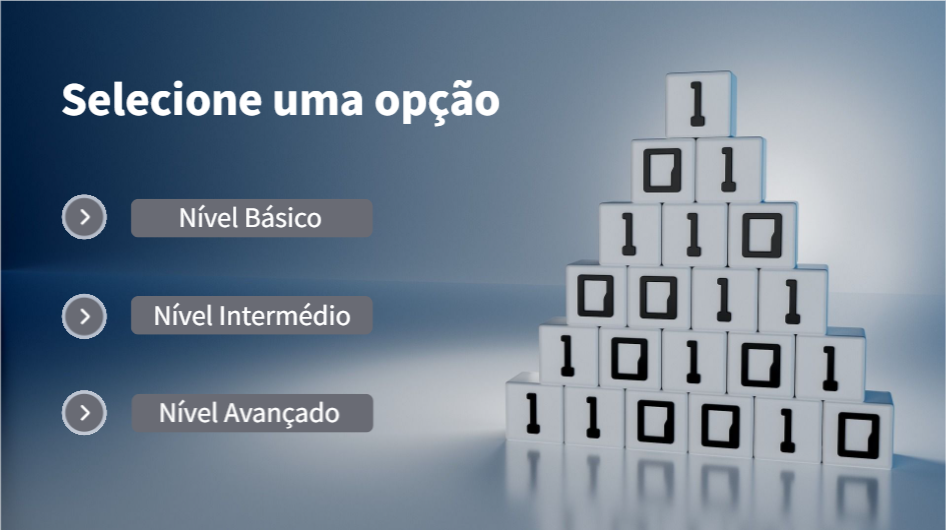 Selecione uma opção
Nível Básico
Nível Intermédio
Nível Avançado
1
0 1
1 1 0
0 0 1 1
1 0 1 0 1
1 1 0 0 1 0